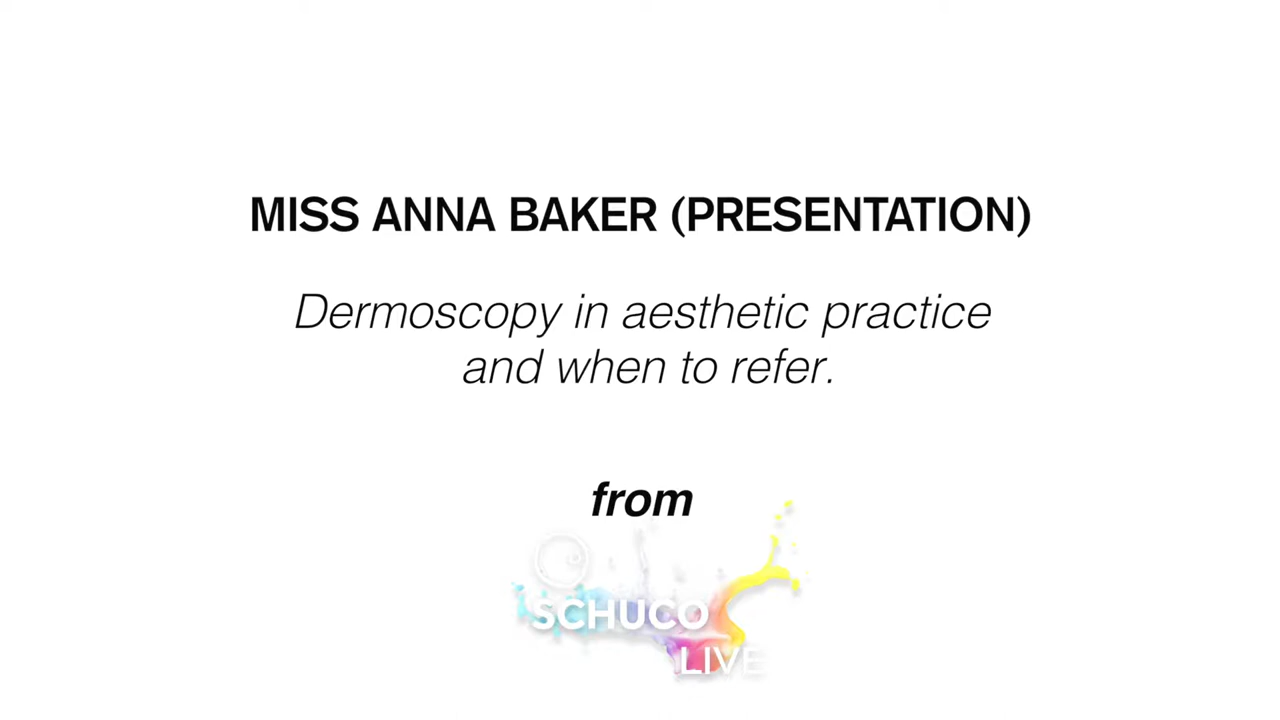 MISS ANNA BAKER (PRESENTATION)
Dermoscopy in aesthetic practice
and when to refer.
from
SCHUCO
LIVE